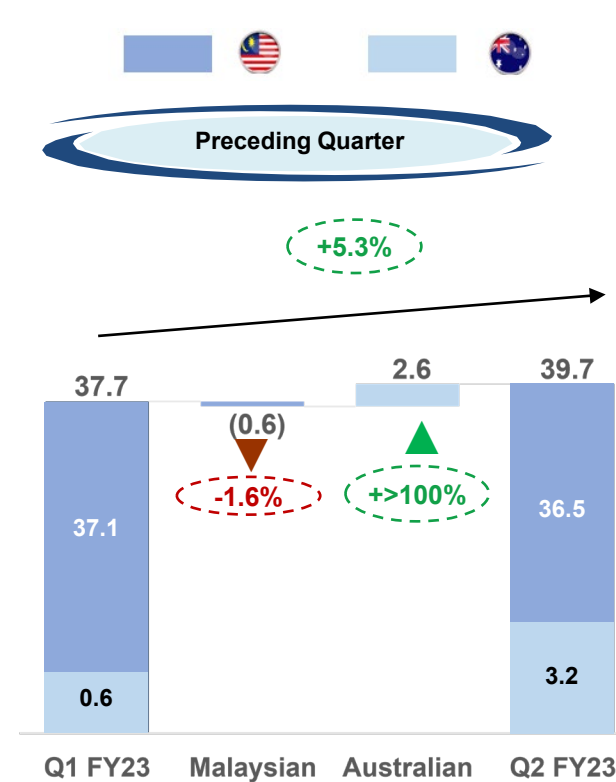 Preceding Quarter
+5.3%
37.7
(0.6)
2.6
39.7
-1.6%
+>100%
37.1
36.5
0.6
3.2
Q1 FY23
Malaysian
Australian
Q2 FY23